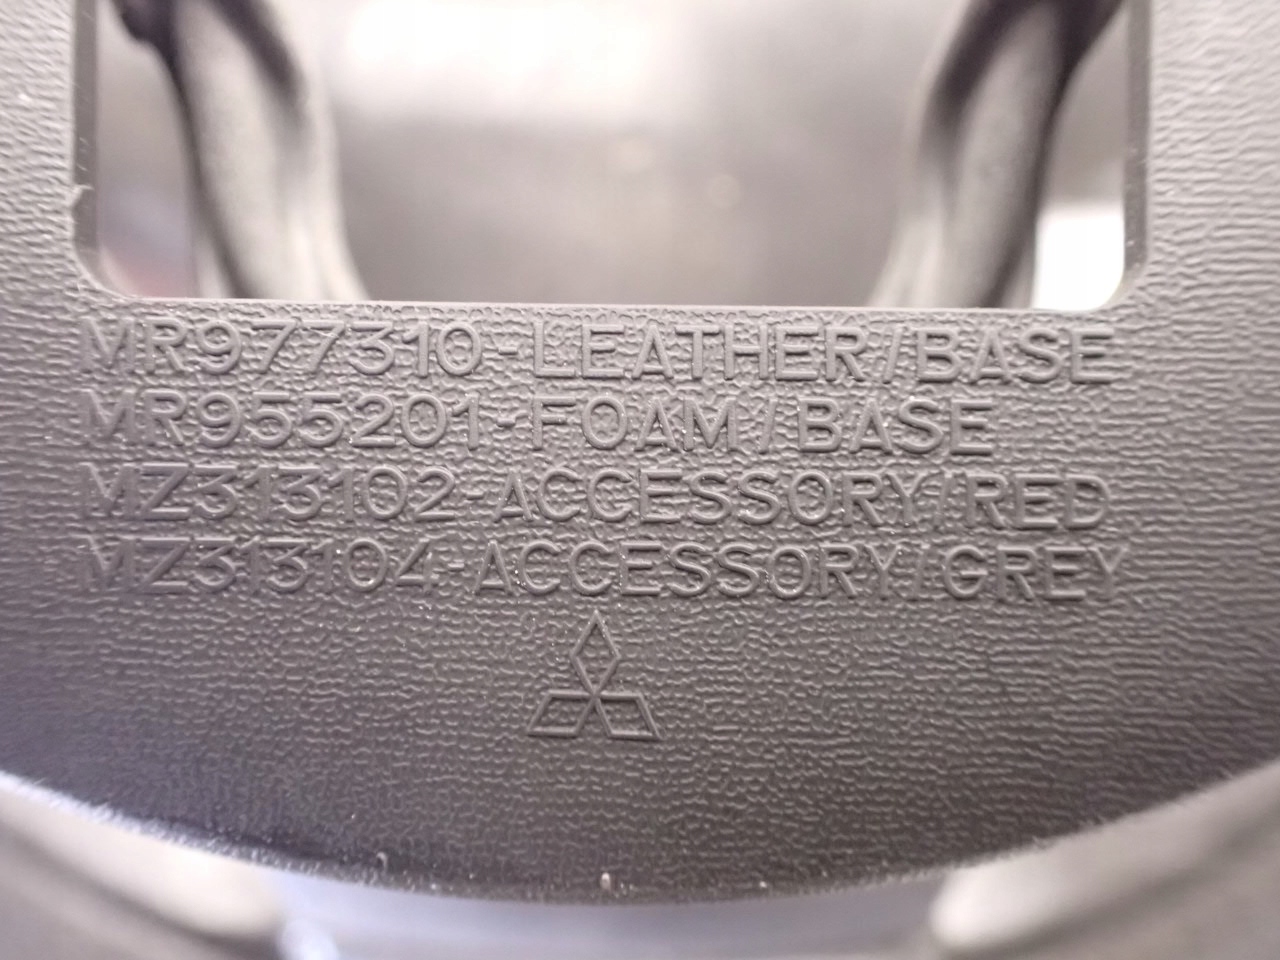 MR977310-LEATHER/BASE
MR955201-FOAM/BASE
MZ313102-ACCESSORY/RED
MZ313104-ACCESSORY/GREY